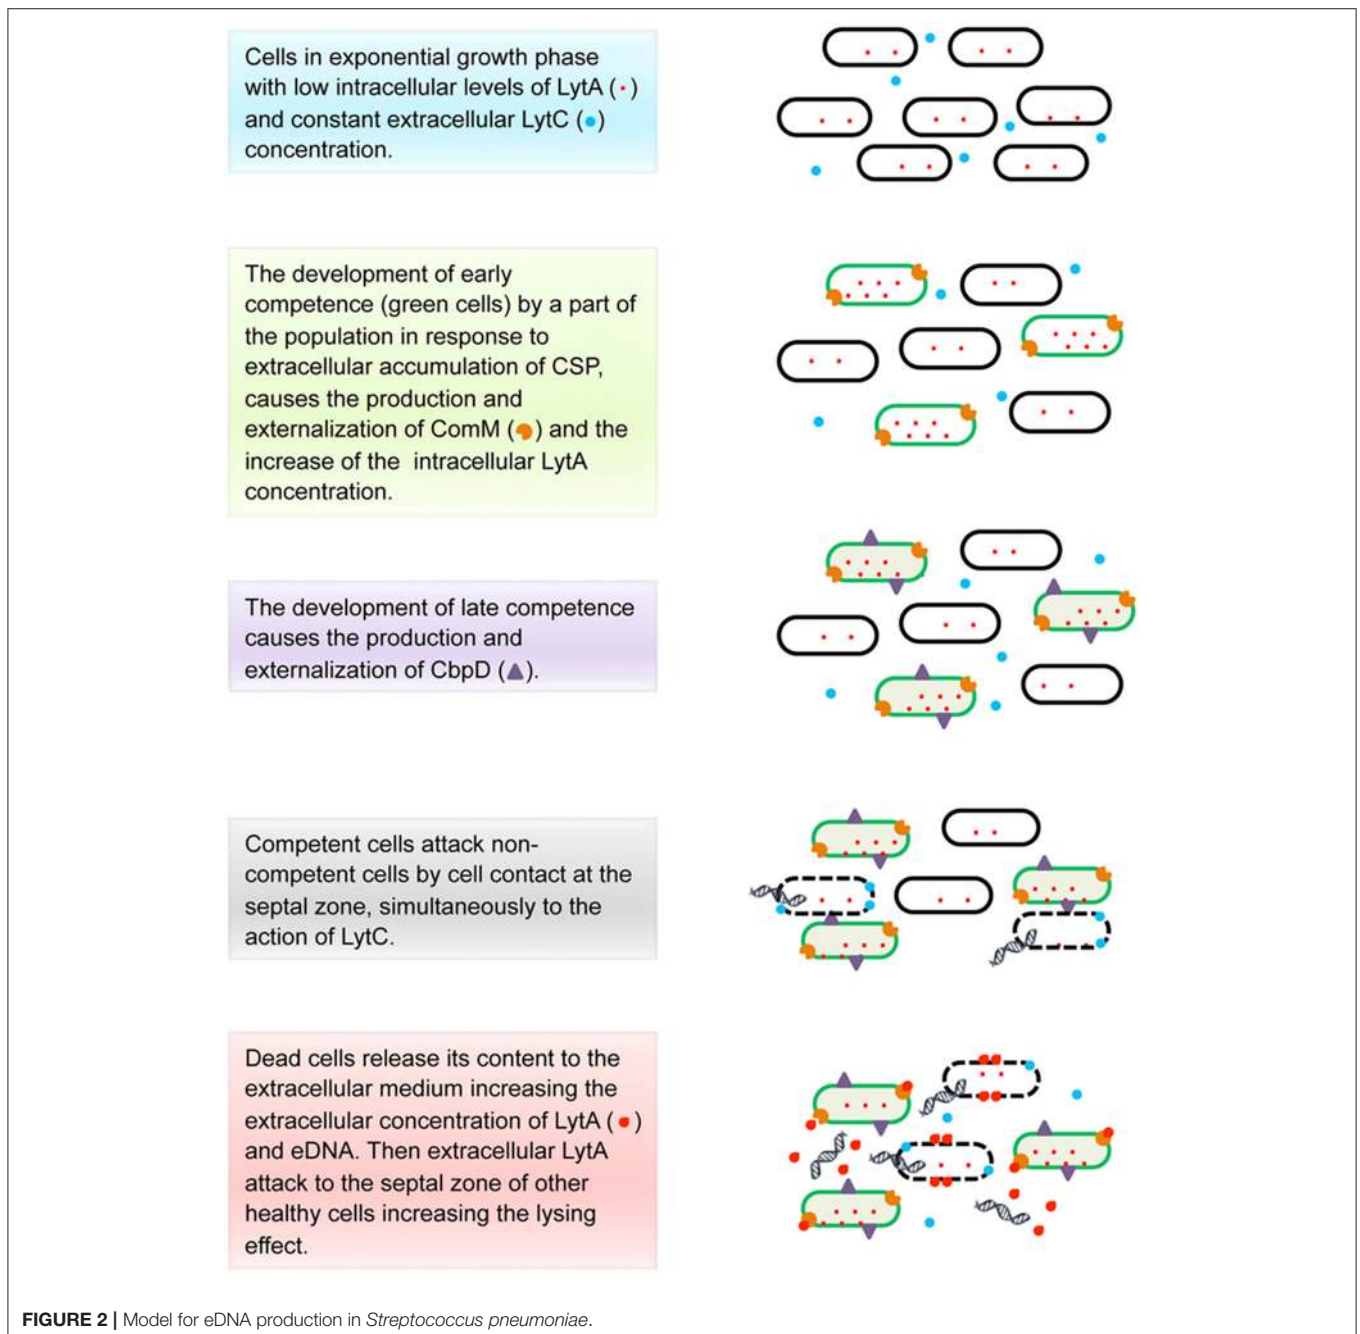 Cells in exponential growth phase
with low intracellular levels of LytA (·)
and constant extracellular LytC (●)
concentration.
The development of early
competence (green cells) by a part of
the population in response to
extracellular accumulation of CSP,
causes the production and
externalization of ComM ( ) and the
increase of the intracellular LytA
concentration.
The development of late competence
causes the production and
externalization of CbpD (▲).
Competent cells attack non-
competent cells by cell contact at the
septal zone, simultaneously to the
action of LytC.
Dead cells release its content to the
extracellular medium increasing the
extracellular concentration of LytA ( )
and eDNA. Then extracellular LytA
attack to the septal zone of other
healthy cells increasing the lysing
effect.
FIGURE 2 | Model for eDNA production in Streptococcus pneumoniae.